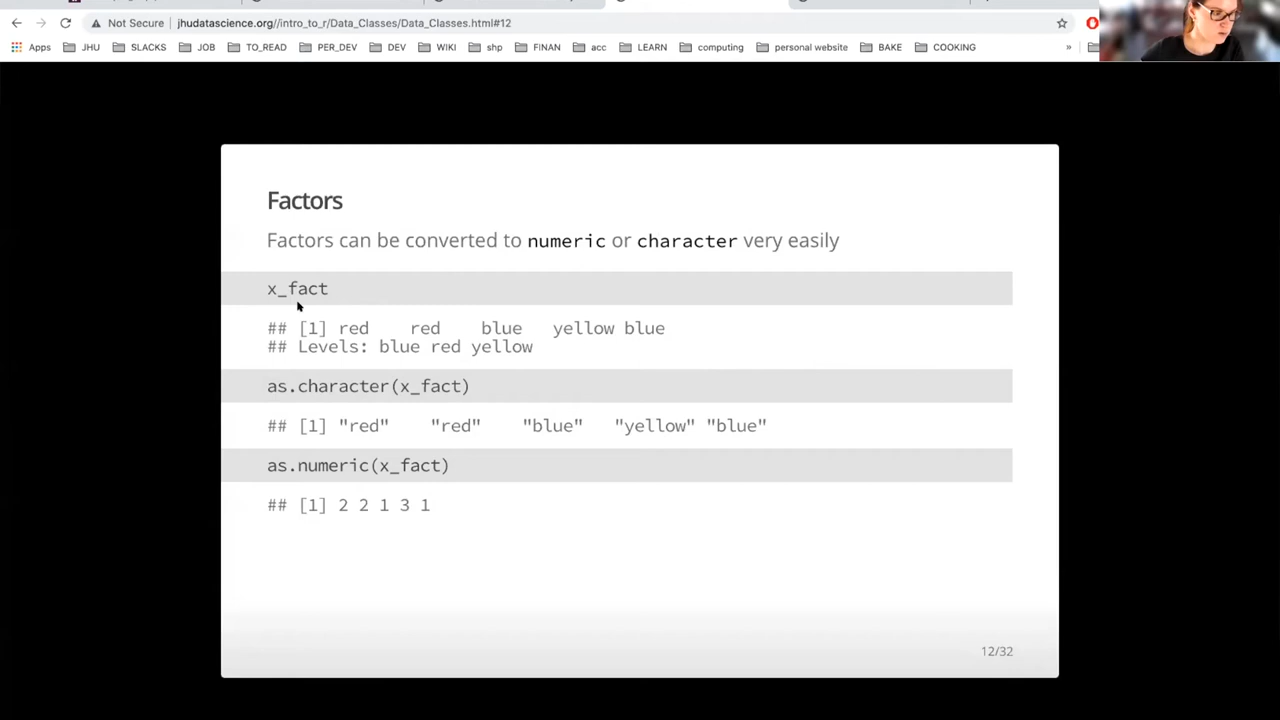 Not Secure | jhudatascience.org//intro_to_r/Data_Classes/Data_Classes.html#12
Apps JHU SLACKS JOB TO_READ PER_DEV DEV WIKI shp FINAN acc LEARN computing personal website BAKE COOKING »
Factors
Factors can be converted to numeric or character very easily
x_fact
## [1] red    red    blue   yellow blue
## Levels: blue red yellow
as.character(x_fact)
## [1] "red"    "red"    "blue"   "yellow" "blue"
as.numeric(x_fact)
## [1] 2 2 1 3 1
12/32